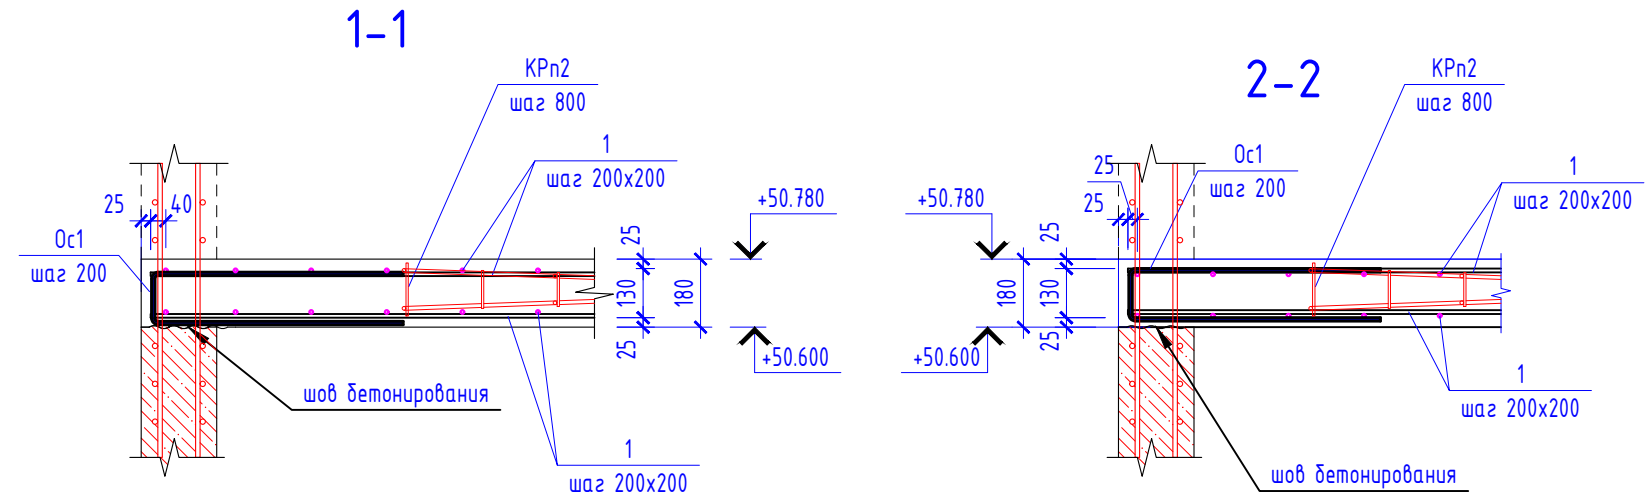 1-1
КРп2
шаг 800
1
шаг 200х200
25
40
Ос1
шаг 200
25
130
180
25
+50.780
+50.600
шов бетонирования
1
шаг 200х200
2-2
КРп2
шаг 800
Ос1
шаг 200
25
25
1
шаг 200х200
+50.780
+50.600
25
180
130
25
1
шаг 200х200
шов бетонирования